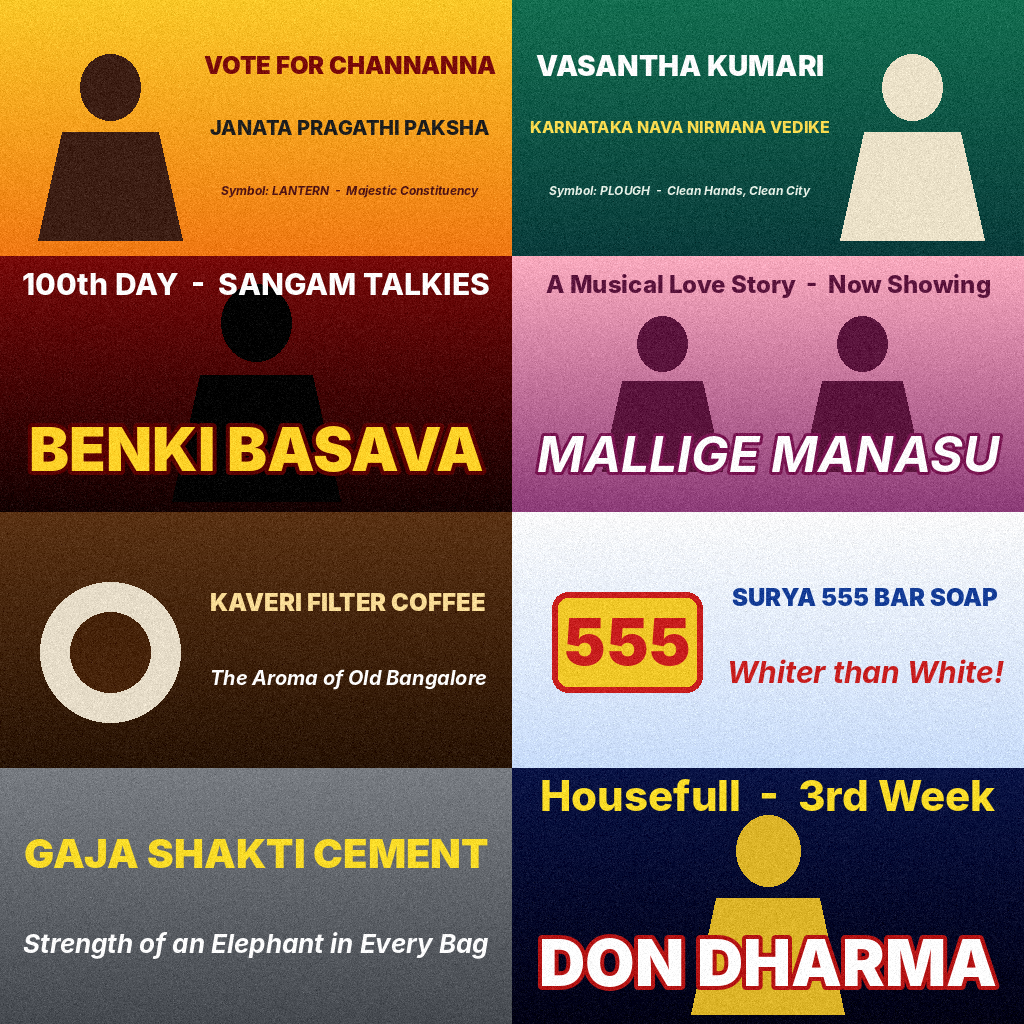 VOTE FOR CHANNANNA
JANATA PRAGATHI PAKSHA
Symbol: LANTERN - Majestic Constituency
VASANTHA KUMARI
KARNATAKA NAVA NIRMANA VEDIKE
Symbol: PLOUGH - Clean Hands, Clean City
100th DAY - SANGAM TALKIES
BENKI BASAVA
A Musical Love Story - Now Showing
MALLIGE MANASU
KAVERI FILTER COFFEE
The Aroma of Old Bangalore
555
SURYA 555 BAR SOAP
Whiter than White!
GAJA SHAKTI CEMENT
Strength of an Elephant in Every Bag
Housefull - 3rd Week
DON DHARMA